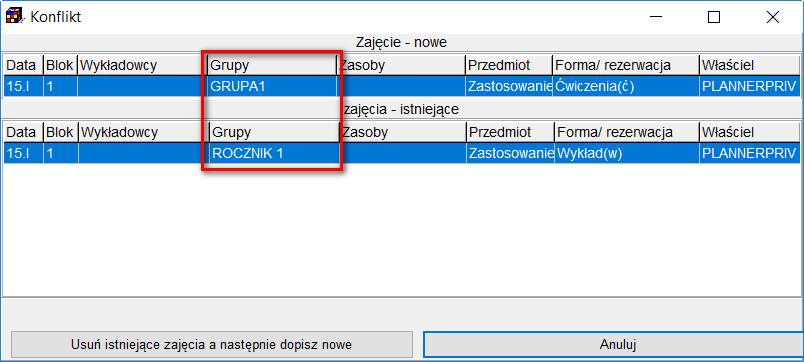 Konflikt
Zajęcie - nowe
Data Blok Wykładowcy Grupy Zasoby Przedmiot Forma/ rezerwacja Właściel
15.I 1 GRUPA1 Zastosowanie Ćwiczenia(ć) PLANNERPRIV
zajęcia - istniejące
Data Blok Wykładowcy Grupy Zasoby Przedmiot Forma/ rezerwacja Właściel
15.I 1 ROCZNIK 1 Zastosowanie Wykład(w) PLANNERPRIV
Usuń istniejące zajęcia a następnie dopisz nowe Anuluj